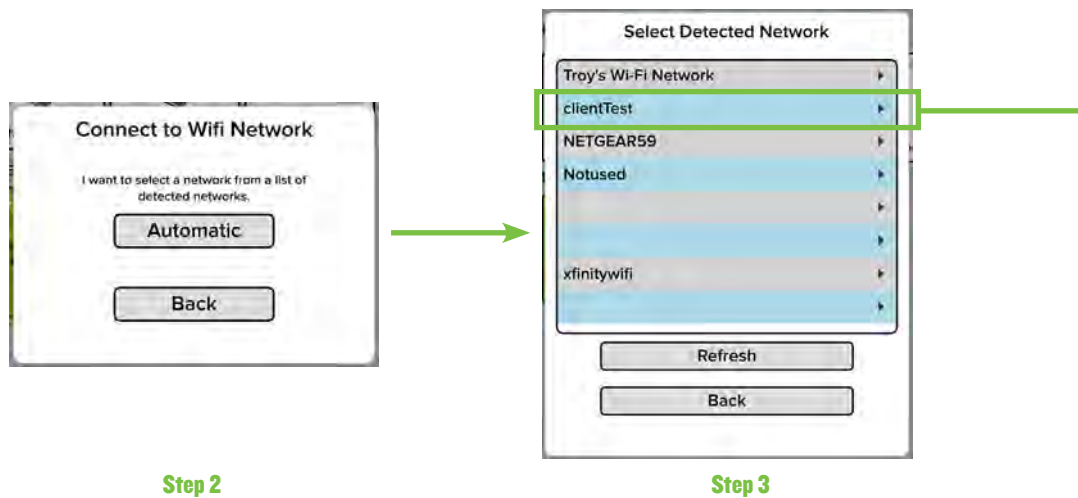 Connect to Wifi Network
I want to select a network from a list of
detected networks.
Automatic
Back
Step 2
Select Detected Network
Troy's Wi-Fi Network
clientTest
NETGEAR59
Notused
xfinitywifi
Refresh
Back
Step 3